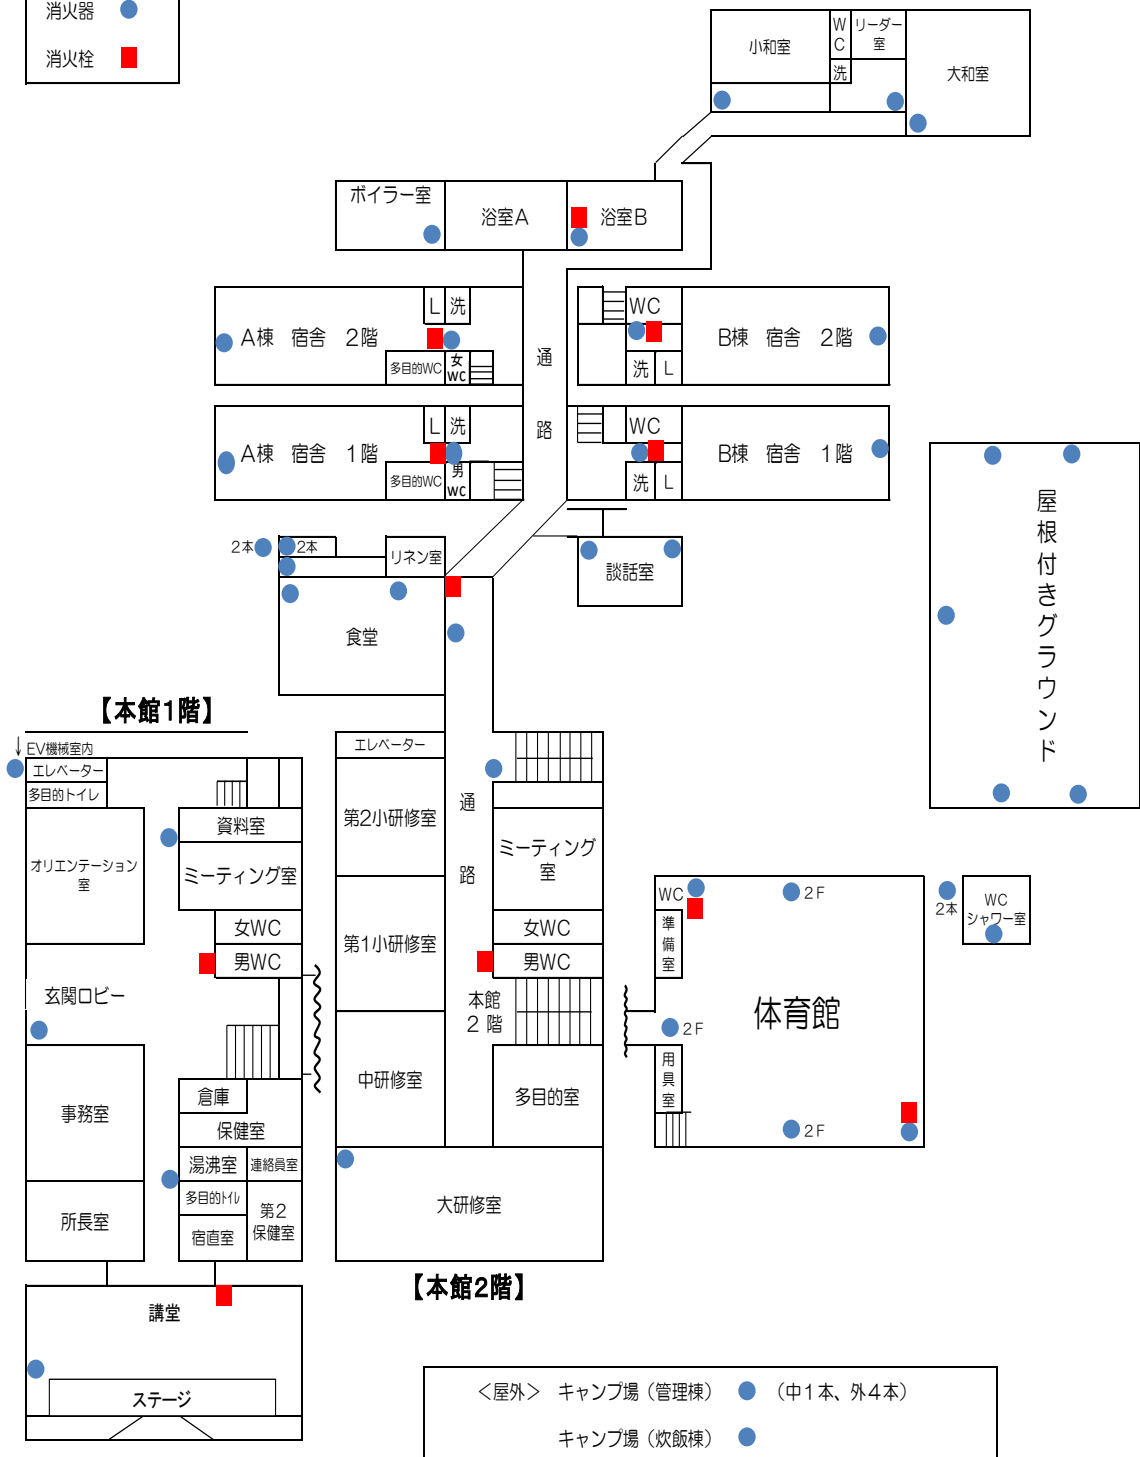 消火器
消火栓
小和室
WC
洗
リーダー
室
大和室
ボイラー室
浴室A
浴室B
A棟　宿舎　2階
L
洗
多目的WC
女
WC
通
路
WC
洗
L
B棟　宿舎　2階
A棟　宿舎　1階
L
洗
多目的WC
男
WC
WC
洗
L
B棟　宿舎　1階
屋根付きグラウンド
2本
2本
リネン室
食堂
談話室
【本館1階】
↓EV機械室内
エレベーター
多目的トイレ
オリエンテーション
室
資料室
ミーティング室
女WC
男WC
玄関ロビー
事務室
所長室
倉庫
保健室
湯沸室
連絡員室
多目的トイレ
宿直室
第2
保健室
講堂
ステージ
エレベーター
第2小研修室
第1小研修室
中研修室
通
路
ミーティング
室
女WC
男WC
本館
2階
多目的室
大研修室
【本館2階】
WC
準備室
2F
2F
体育館
用具室
2F
2本
WC
シャワー室
＜屋外＞　キャンプ場（管理棟）　（中1本、外4本）
キャンプ場（炊飯棟）